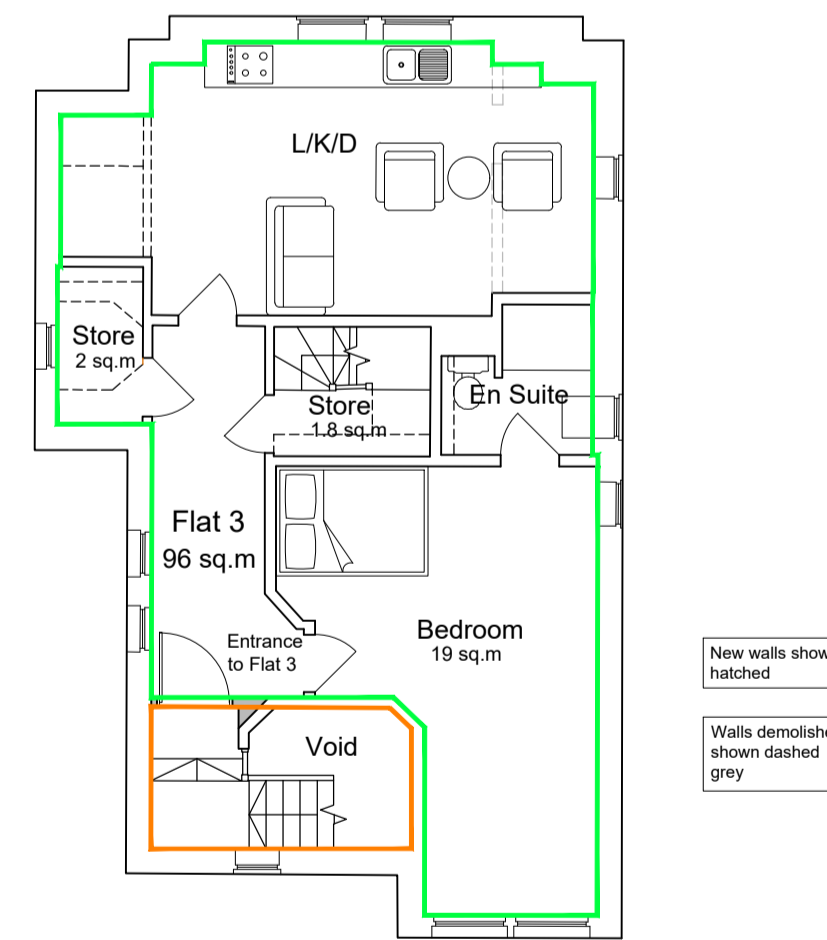 L/K/D
Store
2 sq.m
Store
1.8 sq.m
En Suite
Flat 3
96 sq.m
Entrance
to Flat 3
Bedroom
19 sq.m
Void
New walls show
hatched
Walls demolishe
shown dashed
grey